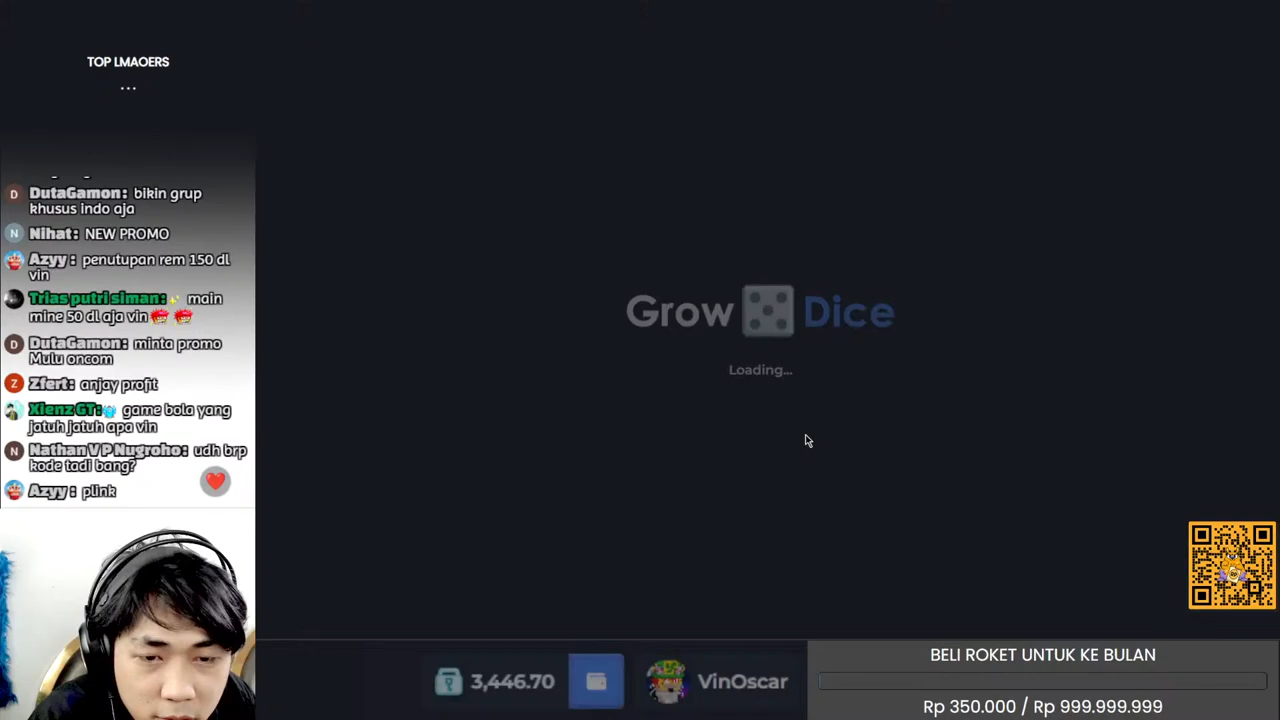 TOP LMAOERS
...
DutaGamon: bikin grup
khusus indo aja
Nihat: NEW PROMO
Azyy: penutupan rem 150 dl
vin
Trias putri siman: main
mine 50 dl aja vin
DutaGamon: minta promo
Mulu oncom
Zfert: anjay profit
Xienz GT: game bola yang
jatuh jatuh apa vin
Nathan V P Nugroho: udh brp
kode tadi bang?
Azyy: plink
Grow Dice
Loading...
3,446.70
VinOscar
BELI ROKET UNTUK KE BULAN
Rp 350.000 / Rp 999.999.999